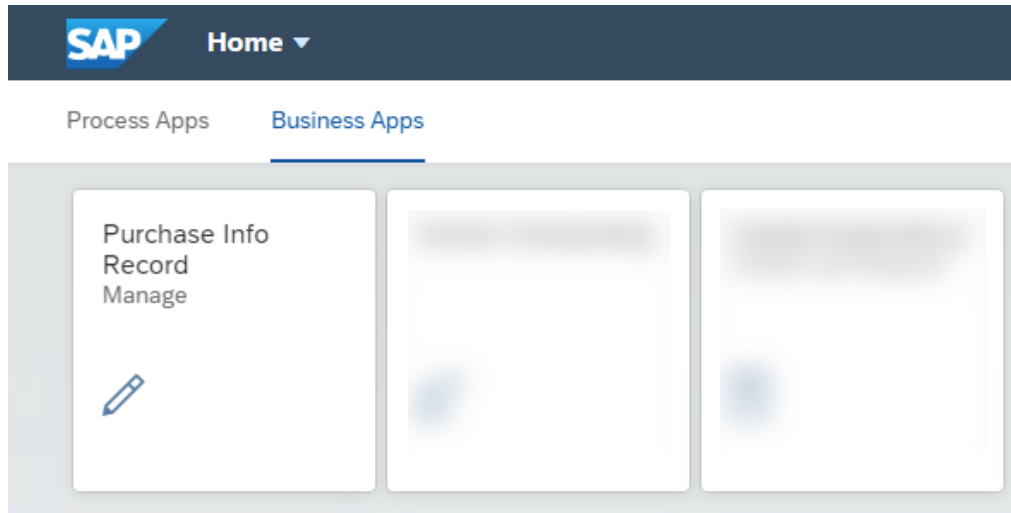 SAP
Home
Process Apps
Business Apps
Purchase Info
Record
Manage